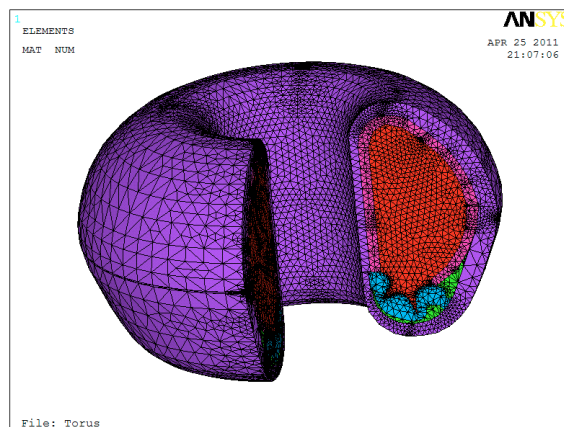 1
ELEMENTS
MAT NUM
ANSYS
APR 25 2011
21:07:06
File: Torus